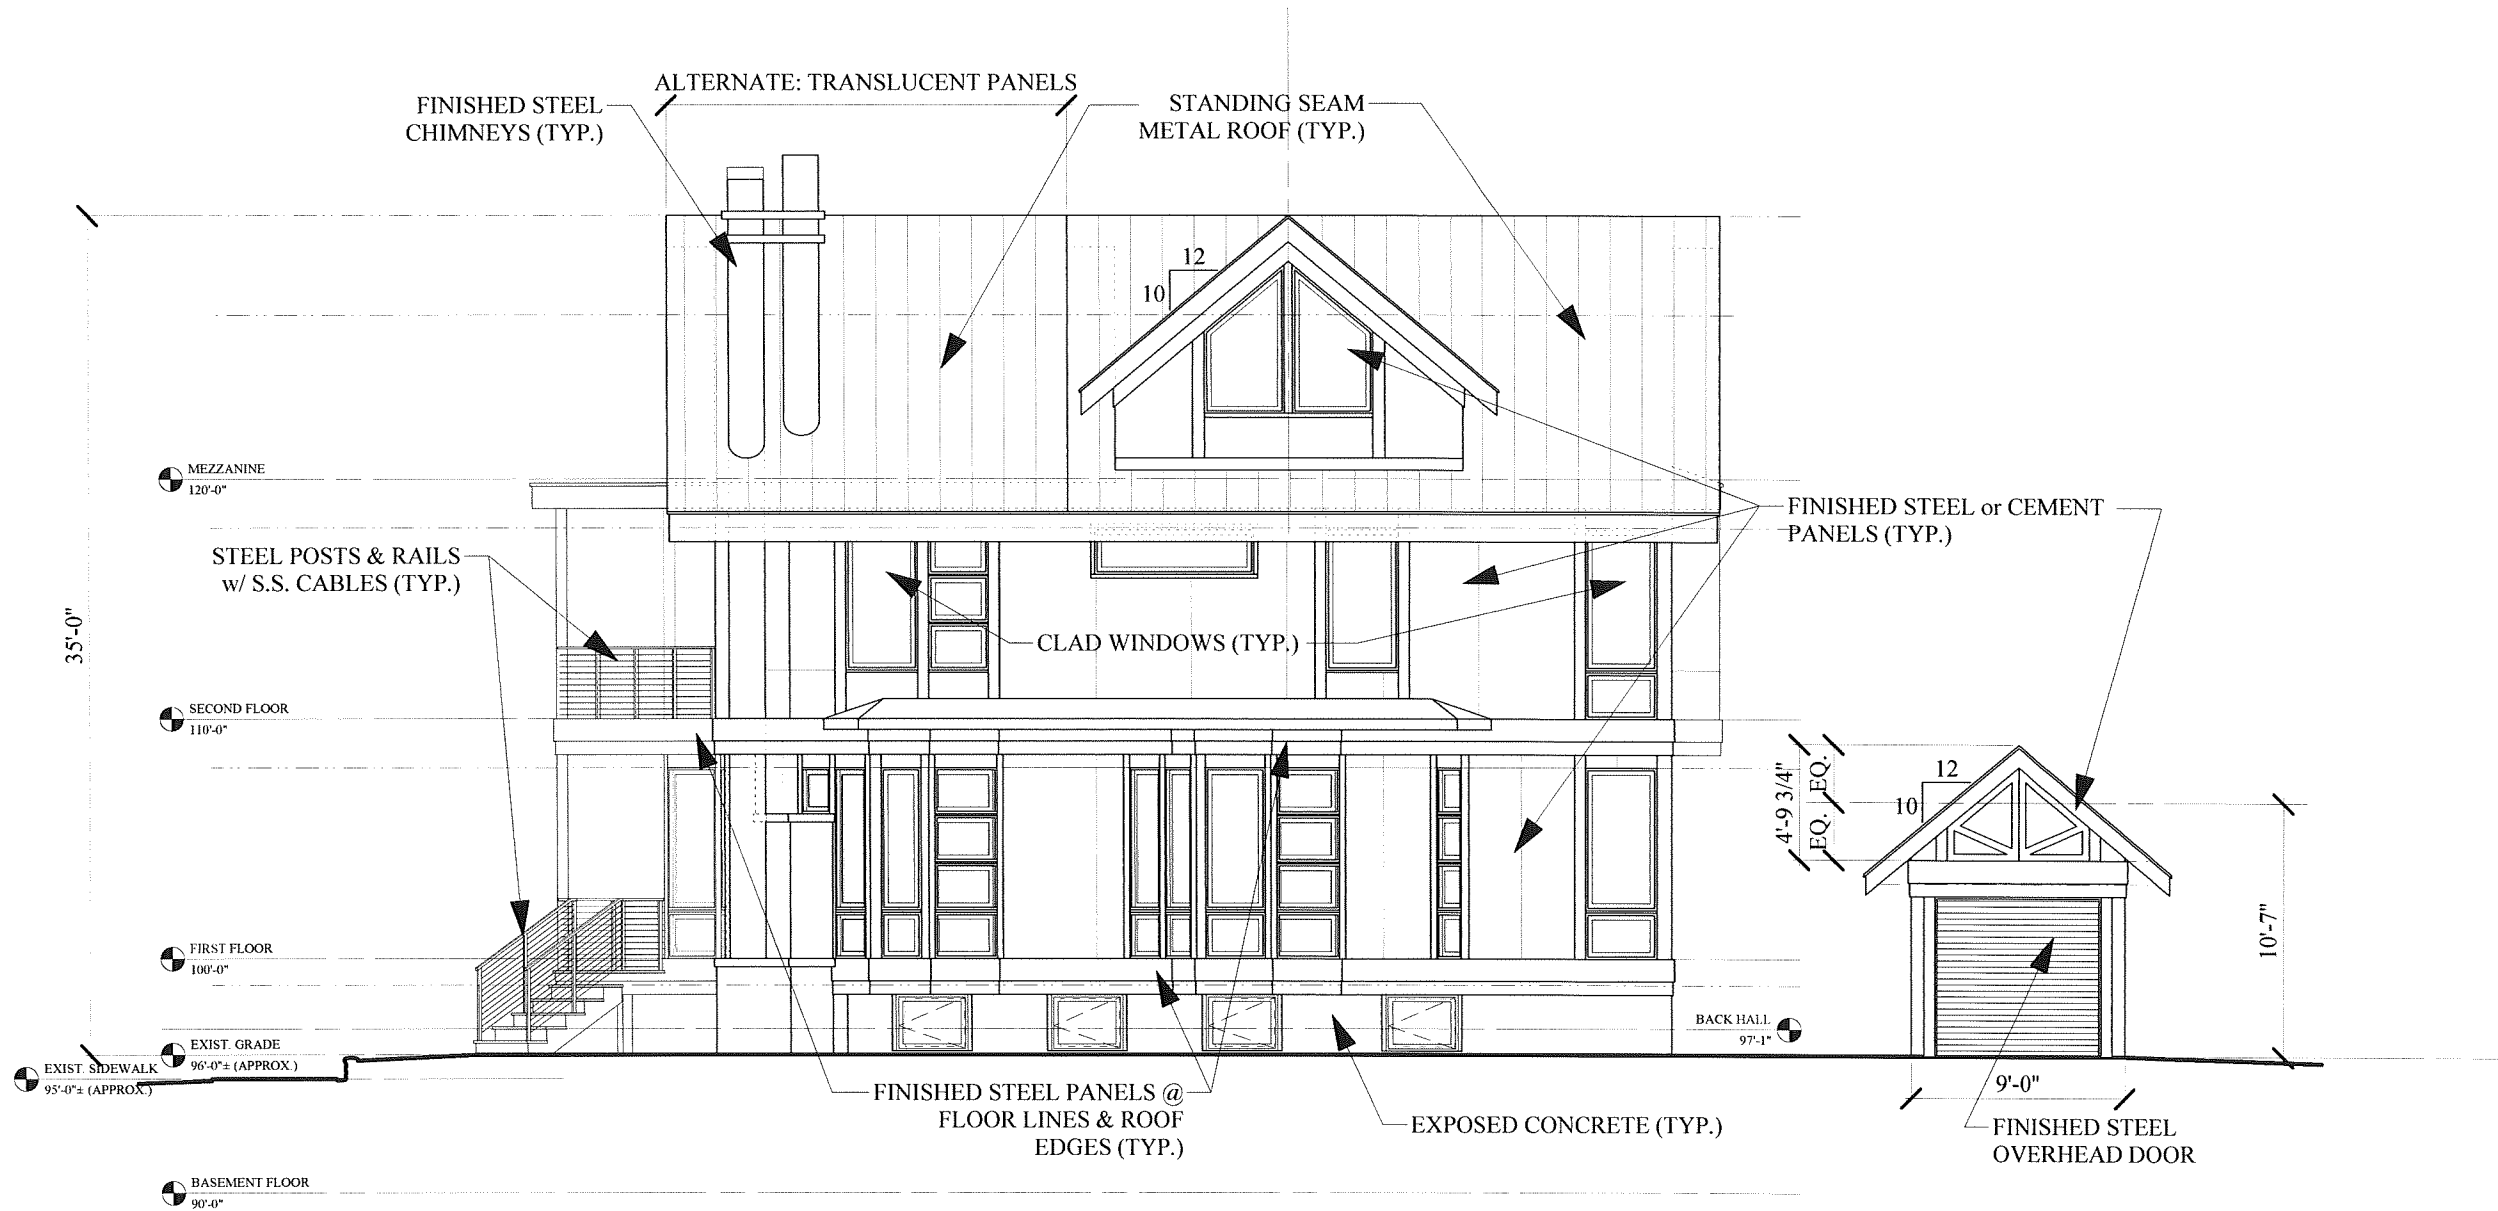 ALTERNATE: TRANSLUCENT PANELS
FINISHED STEEL
CHIMNEYS (TYP.)
STANDING SEAM
METAL ROOF (TYP.)
12
10
MEZZANINE
120'-0"
FINISHED STEEL or CEMENT
PANELS (TYP.)
STEEL POSTS & RAILS
w/ S.S. CABLES (TYP.)
35'-0"
CLAD WINDOWS (TYP.)
SECOND FLOOR
110'-0"
4'-9 3/4"
EQ.
EQ.
12
10
10'-7"
FIRST FLOOR
100'-0"
BACK HALL
97'-1"
EXIST. GRADE
96'-0"± (APPROX.)
EXIST. SIDEWALK
95'-0"± (APPROX.)
9'-0"
FINISHED STEEL PANELS @
FLOOR LINES & ROOF
EDGES (TYP.)
EXPOSED CONCRETE (TYP.)
FINISHED STEEL
OVERHEAD DOOR
BASEMENT FLOOR
90'-0"